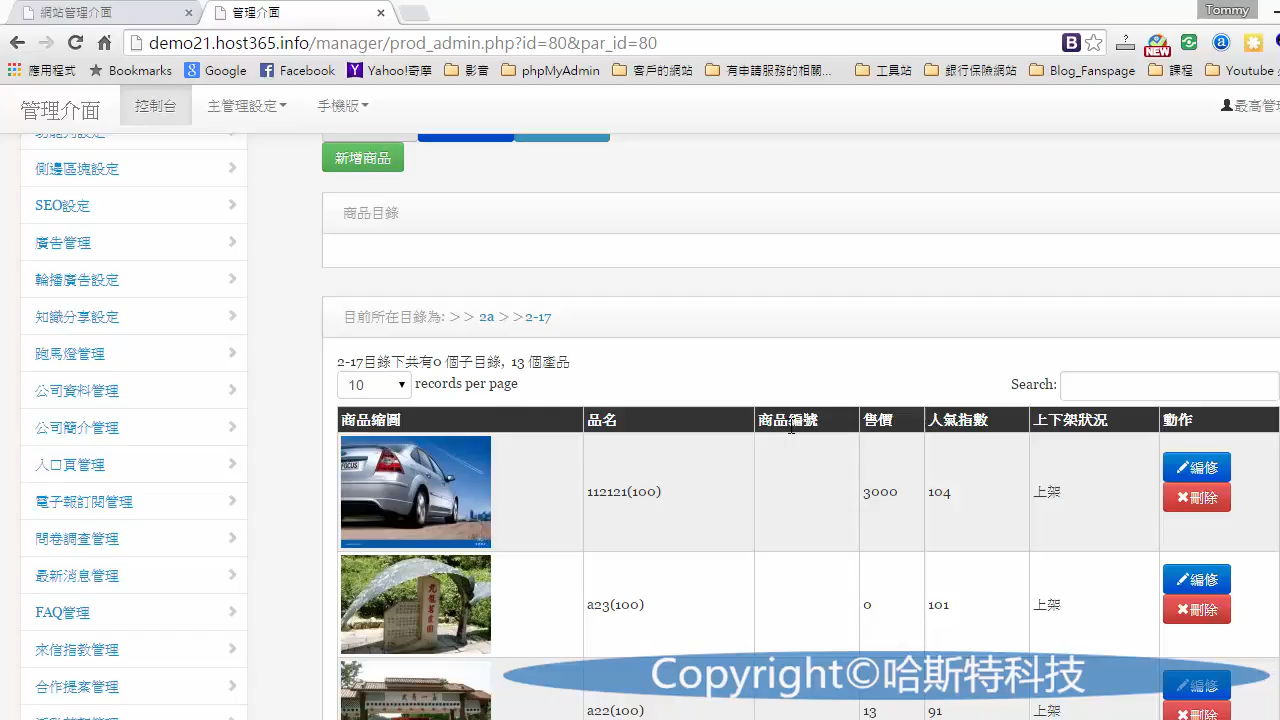 網站管理介面
管理介面
Tommy
demo21.host365.info/manager/prod_admin.php?id=80&par_id=80
應用程式 Bookmarks Google Facebook Yahoo!奇摩 影音 phpMyAdmin 客戶的網站 有申請服務的相關... 工具站 銀行保險網站 Blog_Fanspage 課程 Youtube
管理介面 控制台 主管理設定 手機版 最高管
側邊區塊設定
SEO設定
廣告管理
輪播廣告設定
知識分享設定
跑馬燈管理
公司資料管理
公司簡介管理
入口頁管理
電子報訂閱管理
問卷調查管理
最新消息管理
FAQ管理
來信指教管理
新增商品
商品目錄
目前所在目錄為: >> 2a >>2-17
2-17目錄下共有0 個子目錄, 13 個產品
10 records per page
Search:
商品縮圖 品名 商品編號 售價 人氣指數 上下架狀況 動作
FOCUS
112121(100) 3000 104 上架 編修
刪除
a23(100) 0 101 上架 編修
刪除
a22(100) 13 91 上架 編修
刪除
Copyright©哈斯特科技